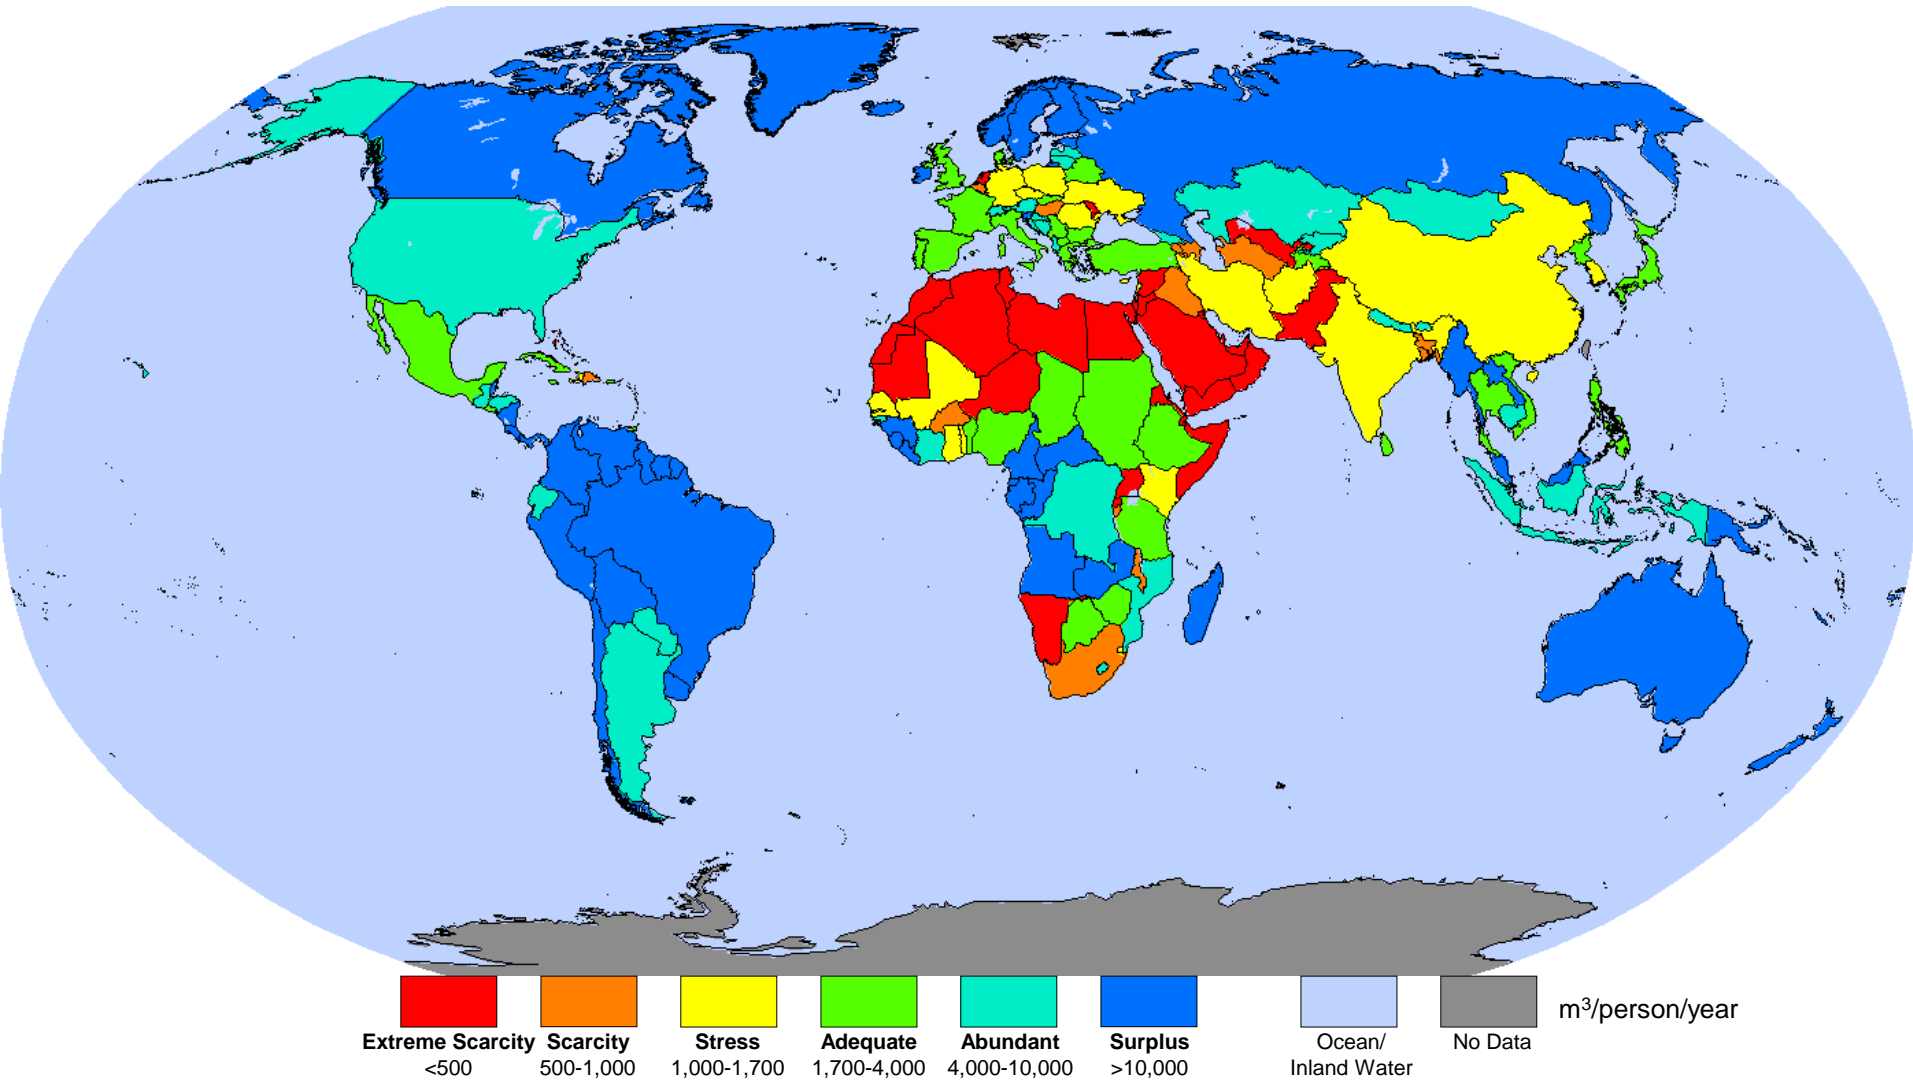 Extreme Scarcity Scarcity Stress Adequate Abundant Surplus Ocean/ No Data m³/person/year
<500 500-1,000 1,000-1,700 1,700-4,000 4,000-10,000 >10,000 Inland Water